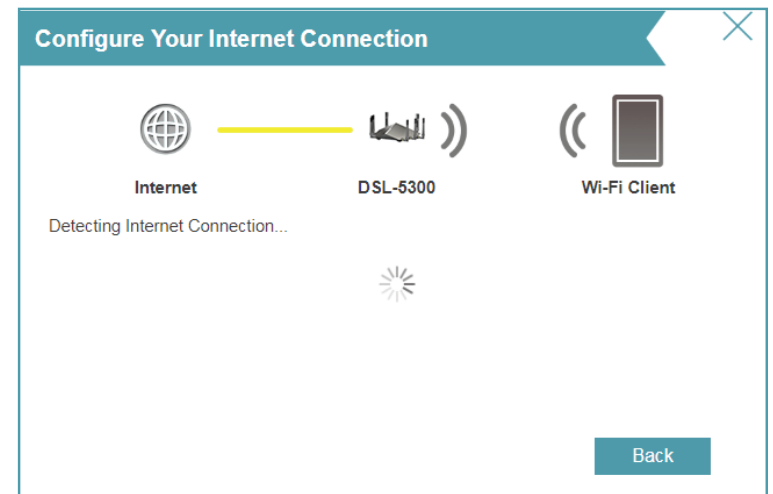 Configure Your Internet Connection
Internet
DSL-5300
Wi-Fi Client
Detecting Internet Connection...
Back